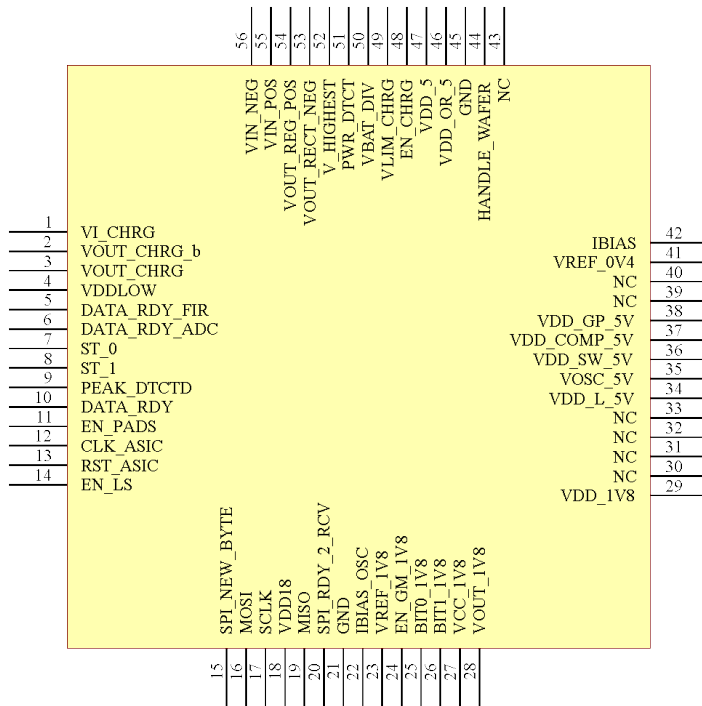 56 55 54 53 52 51 50 49 48 47 46 45 44 43
VIN_NEG
VIN_POS
VOUT_REG_POS
VOUT_RECT_NEG
V_HIGHEST
PWR_DTCT
VBAT_DIV
VLIM_CHRG
EN_CHRG
VDD_5
VDD_OR_5
GND
HANDLE_WAFER
NC
1 VI_CHRG
2 VOUT_CHRG_b
3 VOUT_CHRG
4 VDDLOW
5 DATA_RDY_FIR
6 DATA_RDY_ADC
7 ST_0
8 ST_1
9 PEAK_DTCTD
10 DATA_RDY
11 EN_PADS
12 CLK_ASIC
13 RST_ASIC
14 EN_LS
IBIAS 42
VREF_0V4 41
NC 40
NC 39
VDD_GP_5V 38
VDD_COMP_5V 37
VDD_SW_5V 36
VOSC_5V 35
VDD_L_5V 34
NC 33
NC 32
NC 31
NC 30
VDD_1V8 29
SPI_NEW_BYTE
MOSI
SCLK
VDD18
MISO
SPI_RDY_2_RCV
GND
IBIAS_OSC
VREF_1V8
EN_GM_1V8
BIT0_1V8
BIT1_1V8
VCC_1V8
VOUT_1V8
15 16 17 18 19 20 21 22 23 24 25 26 27 28